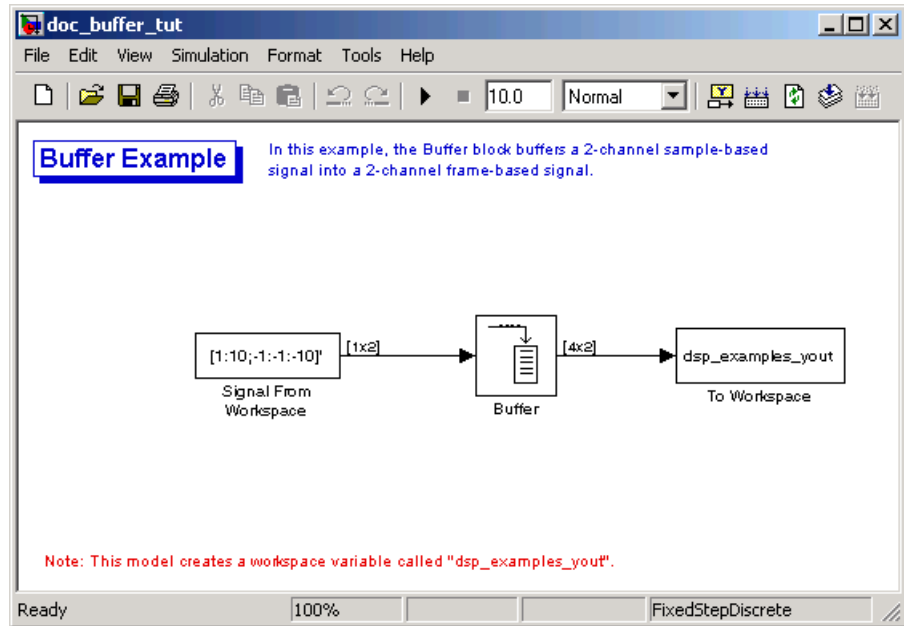 doc_buffer_tut
File Edit View Simulation Format Tools Help
10.0 Normal
Buffer Example
In this example, the Buffer block buffers a 2-channel sample-based
signal into a 2-channel frame-based signal.
[1:10;-1:-1:-10]'
[1x2]
[4x2]
dsp_examples_yout
Signal From
Workspace
Buffer
To Workspace
Note: This model creates a workspace variable called "dsp_examples_yout".
Ready 100% FixedStepDiscrete